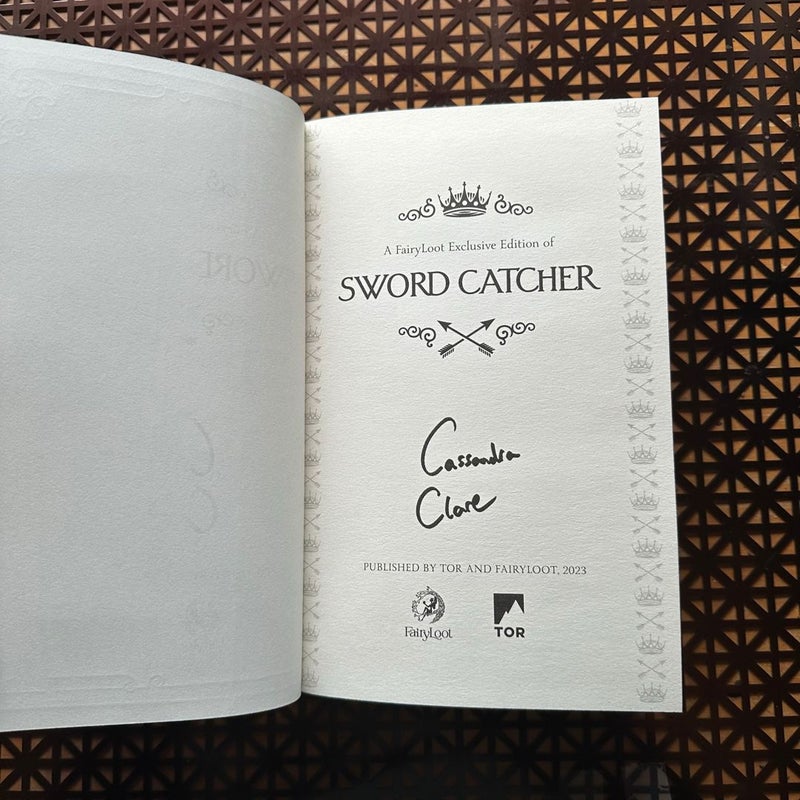 A FairyLoot Exclusive Edition of
SWORD CATCHER
Cassandra
Clare
PUBLISHED BY TOR AND FAIRYLOOT, 2023
FairyLoot
TOR